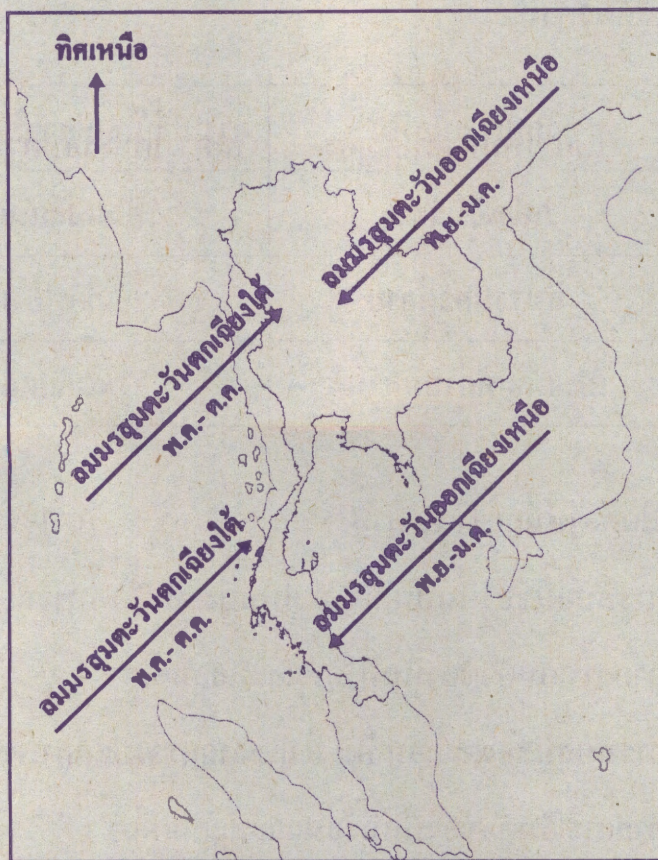 ทิศเหนือ
ลมมรสุมตะวันออกเฉียงเหนือ
พ.ย.-ม.ค.
ลมมรสุมตะวันตกเฉียงใต้
พ.ค.- ต.ค.
ลมมรสุมตะวันออกเฉียงเหนือ
พ.ย.-ม.ค.
ลมมรสุมตะวันตกเฉียงใต้
พ.ค.- ต.ค.